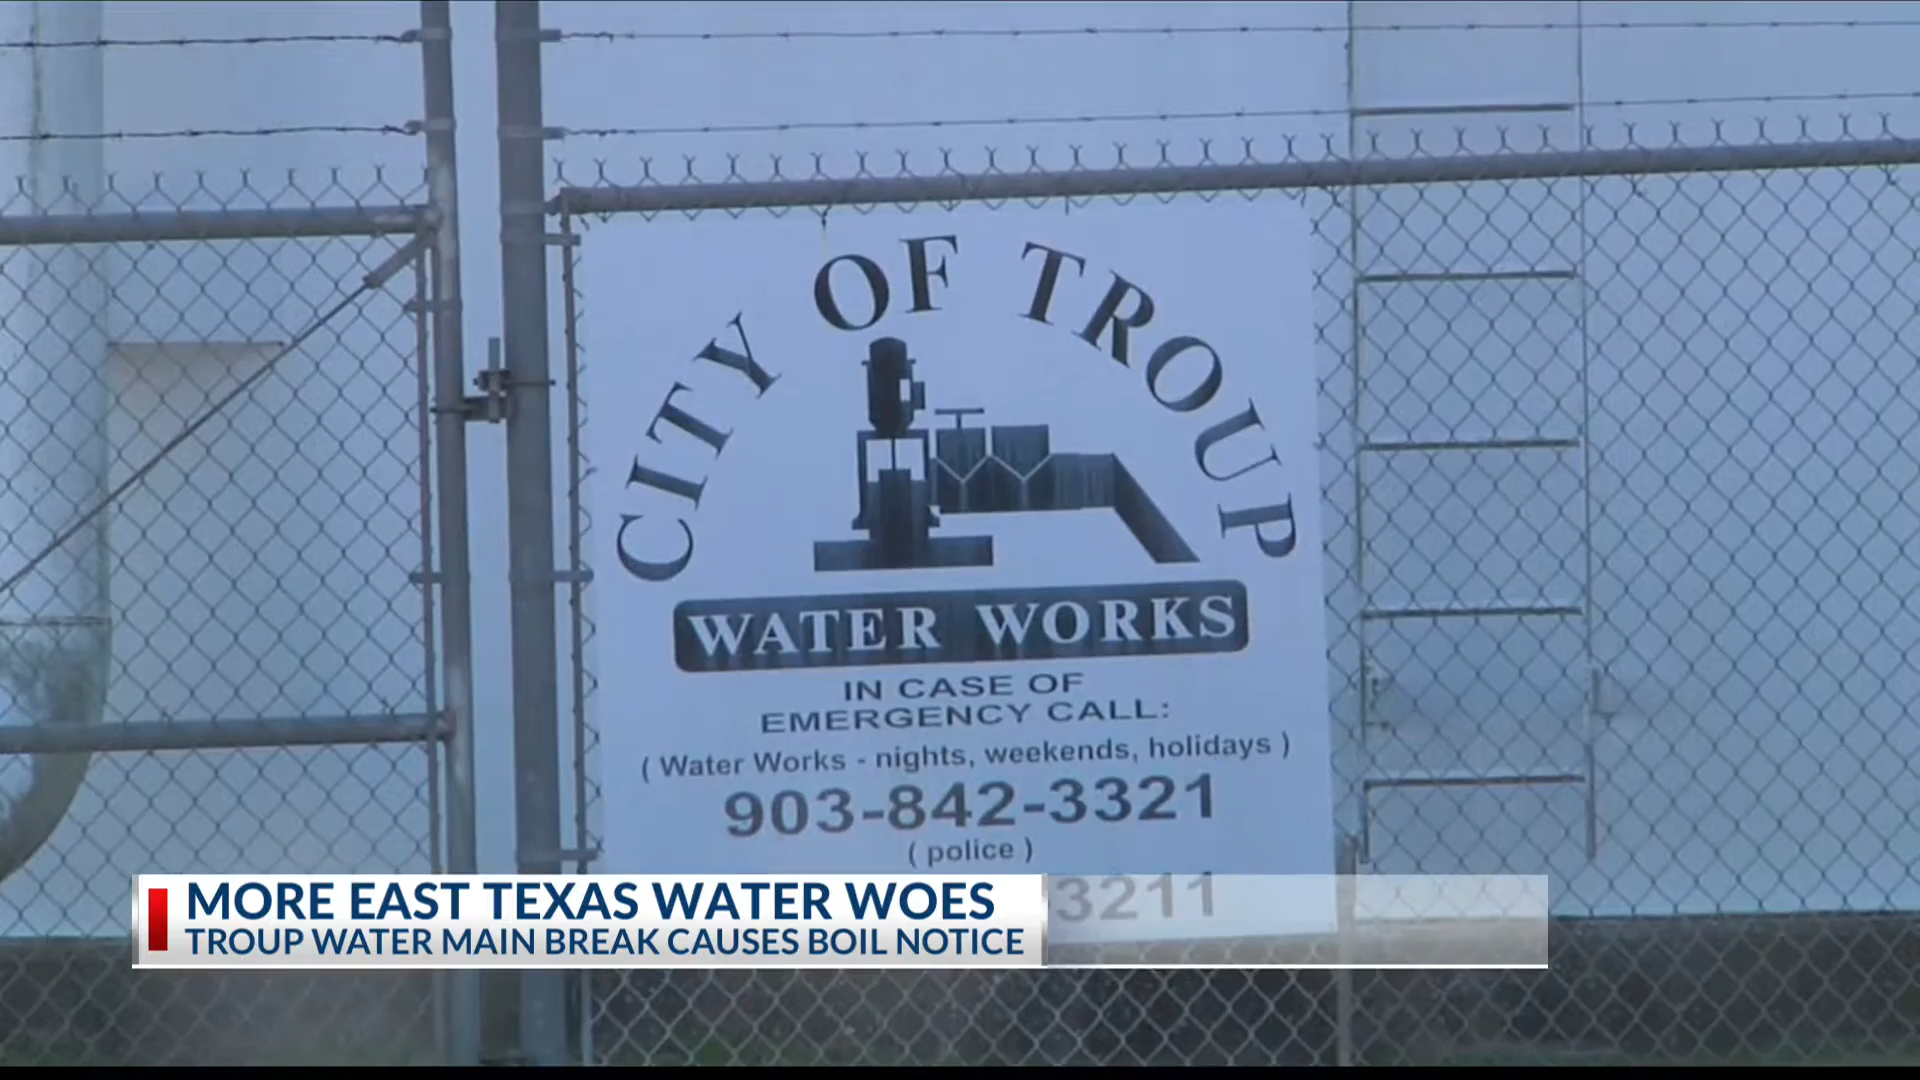 CITY OF TROUP
WATER WORKS
IN CASE OF
EMERGENCY CALL:
( Water Works - nights, weekends, holidays )
903-842-3321
( police )
-3211
MORE EAST TEXAS WATER WOES
TROUP WATER MAIN BREAK CAUSES BOIL NOTICE